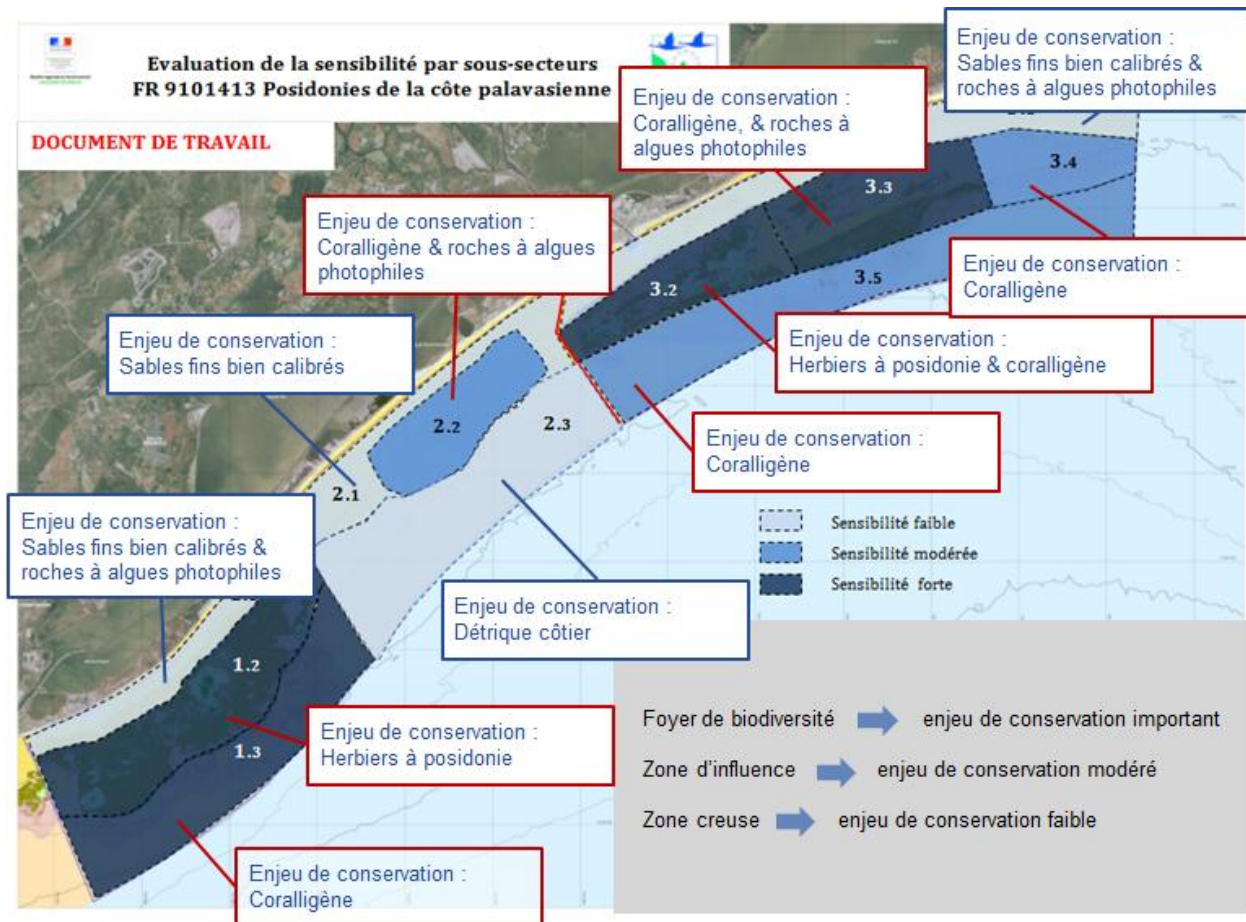 Evaluation de la sensibilité par sous-secteurs
FR 9101413 Posidonies de la côte palavasienne
DOCUMENT DE TRAVAIL
Enjeu de conservation :
Sables fins bien calibrés &
roches à algues photophiles
Enjeu de conservation :
Coralligène, & roches à
algues photophiles
3.4
3.3
Enjeu de conservation :
Coralligène & roches à algues
photophiles
Enjeu de conservation :
Coralligène
3.5
3.2
Enjeu de conservation :
Herbiers à posidonie & coralligène
Enjeu de conservation :
Sables fins bien calibrés
2.2
2.3
Enjeu de conservation :
Coralligène
2.1
Enjeu de conservation :
Sables fins bien calibrés &
roches à algues photophiles
Sensibilité faible
Sensibilité modérée
Sensibilité forte
Enjeu de conservation :
Détrique côtier
1.2
1.3
Enjeu de conservation :
Herbiers à posidonie
Enjeu de conservation :
Coralligène
Foyer de biodiversité enjeu de conservation important
Zone d'influence enjeu de conservation modéré
Zone creuse enjeu de conservation faible